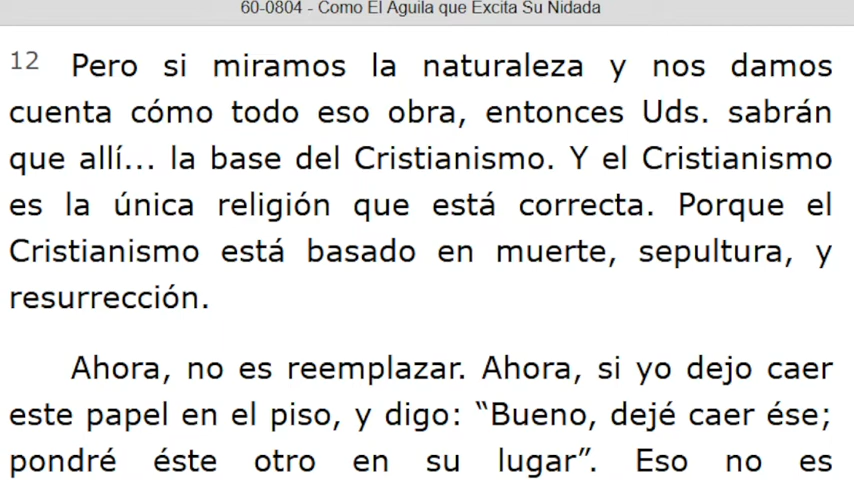 60-0804 - Como El Aguila que Excita Su Nidada
12 Pero si miramos la naturaleza y nos damos
cuenta cómo todo eso obra, entonces Uds. sabrán
que allí... la base del Cristianismo. Y el Cristianismo
es la única religión que está correcta. Porque el
Cristianismo está basado en muerte, sepultura, y
resurrección.
Ahora, no es reemplazar. Ahora, si yo dejo caer
este papel en el piso, y digo: “Bueno, dejé caer ése;
pondré éste otro en su lugar”. Eso no es